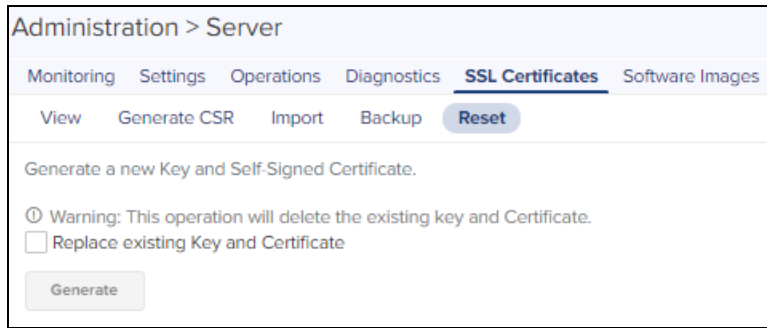 Administration > Server
Monitoring Settings Operations Diagnostics SSL Certificates Software Images
View Generate CSR Import Backup Reset
Generate a new Key and Self-Signed Certificate.
Warning: This operation will delete the existing key and Certificate.
Replace existing Key and Certificate
Generate